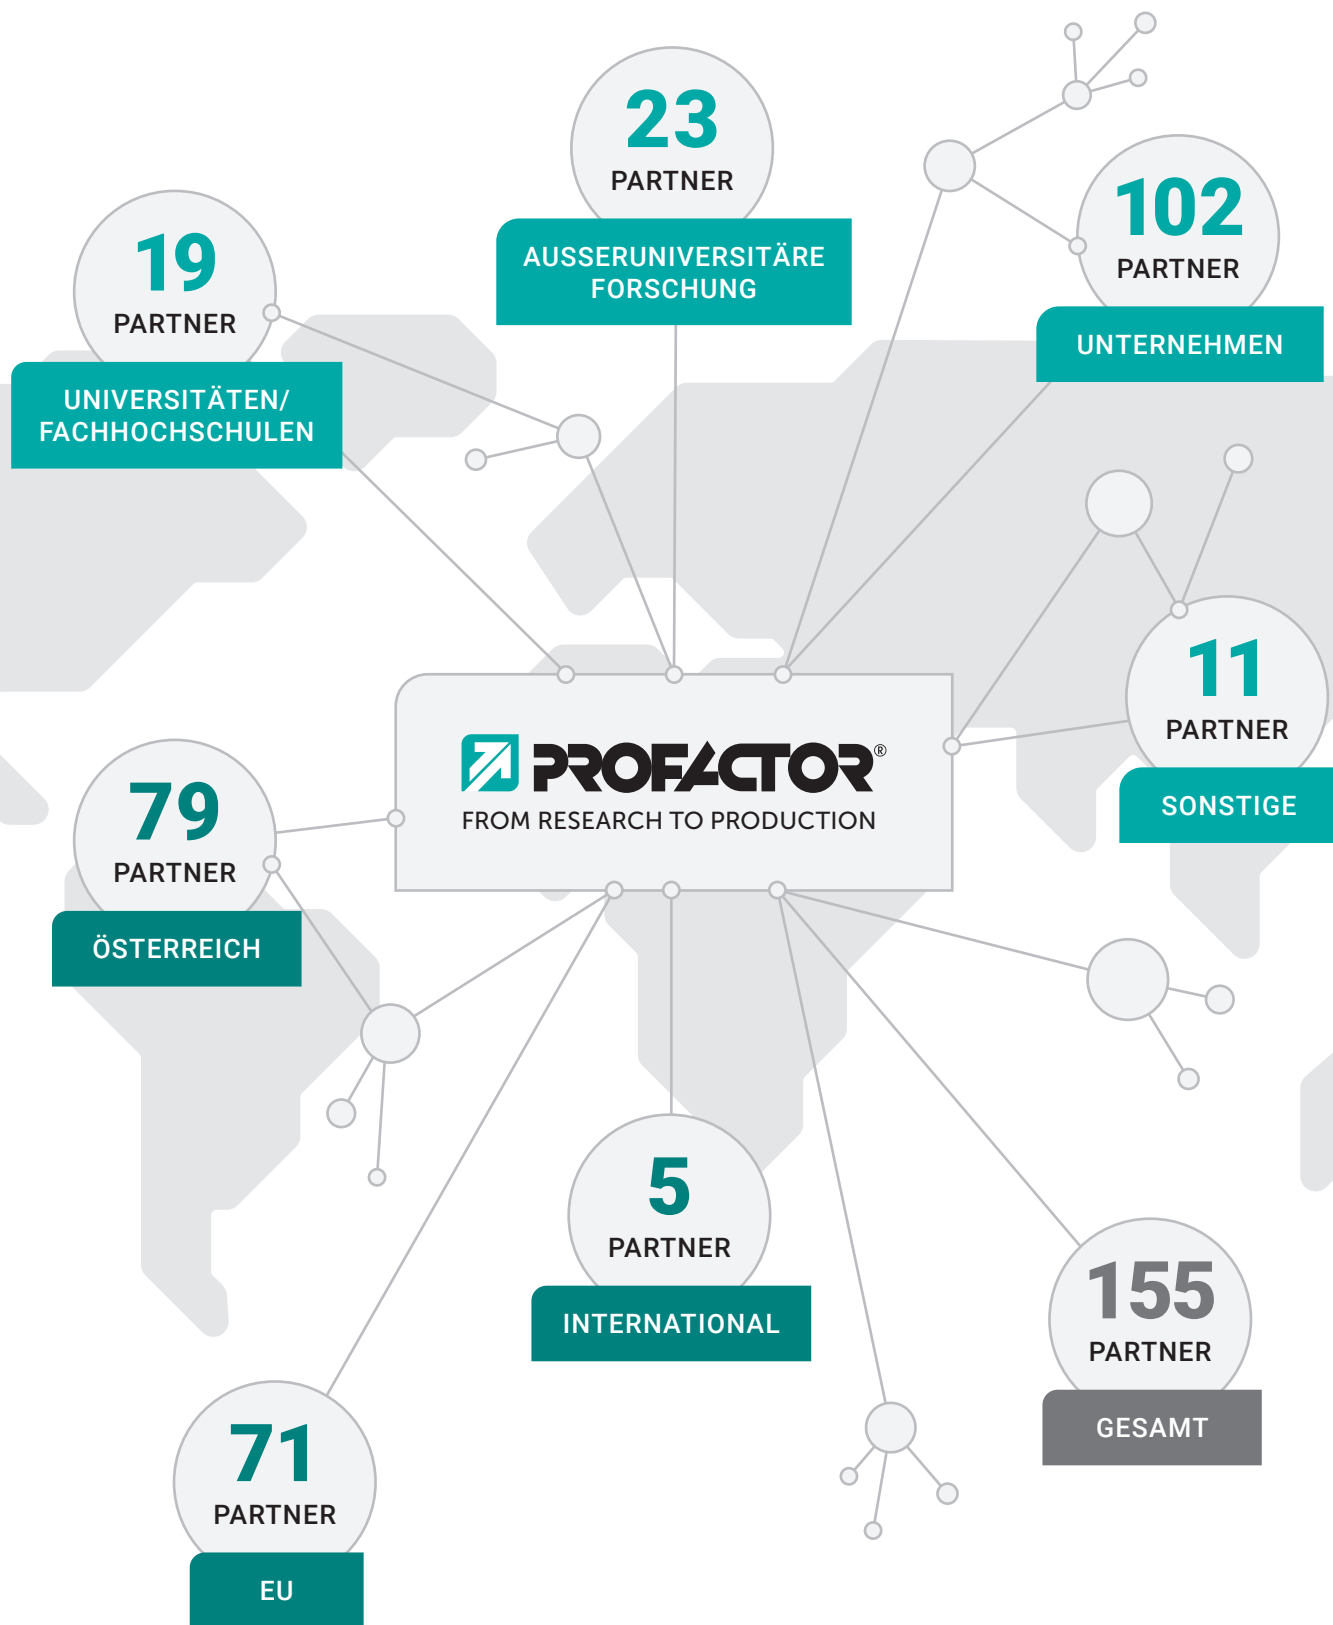 23
PARTNER
AUSSERUNIVERSITÄRE
FORSCHUNG
102
PARTNER
UNTERNEHMEN
19
PARTNER
UNIVERSITÄTEN/
FACHHOCHSCHULEN
11
PARTNER
SONSTIGE
PROFACTOR®
FROM RESEARCH TO PRODUCTION
79
PARTNER
ÖSTERREICH
5
PARTNER
INTERNATIONAL
155
PARTNER
GESAMT
71
PARTNER
EU